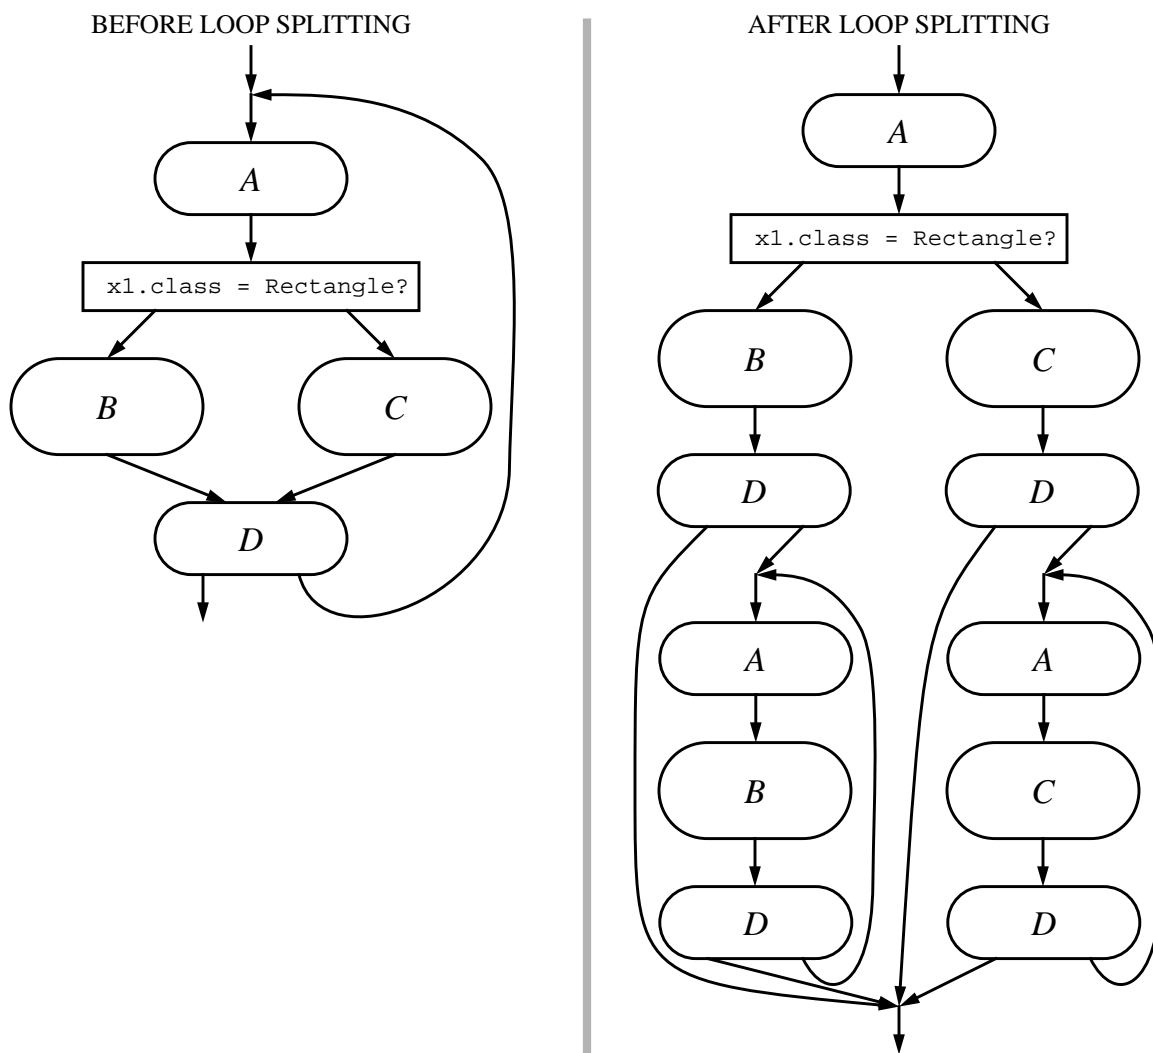 BEFORE LOOP SPLITTING
A
x1.class = Rectangle?
B
C
D
AFTER LOOP SPLITTING
A
x1.class = Rectangle?
B
C
D
D
A
A
B
C
D
D